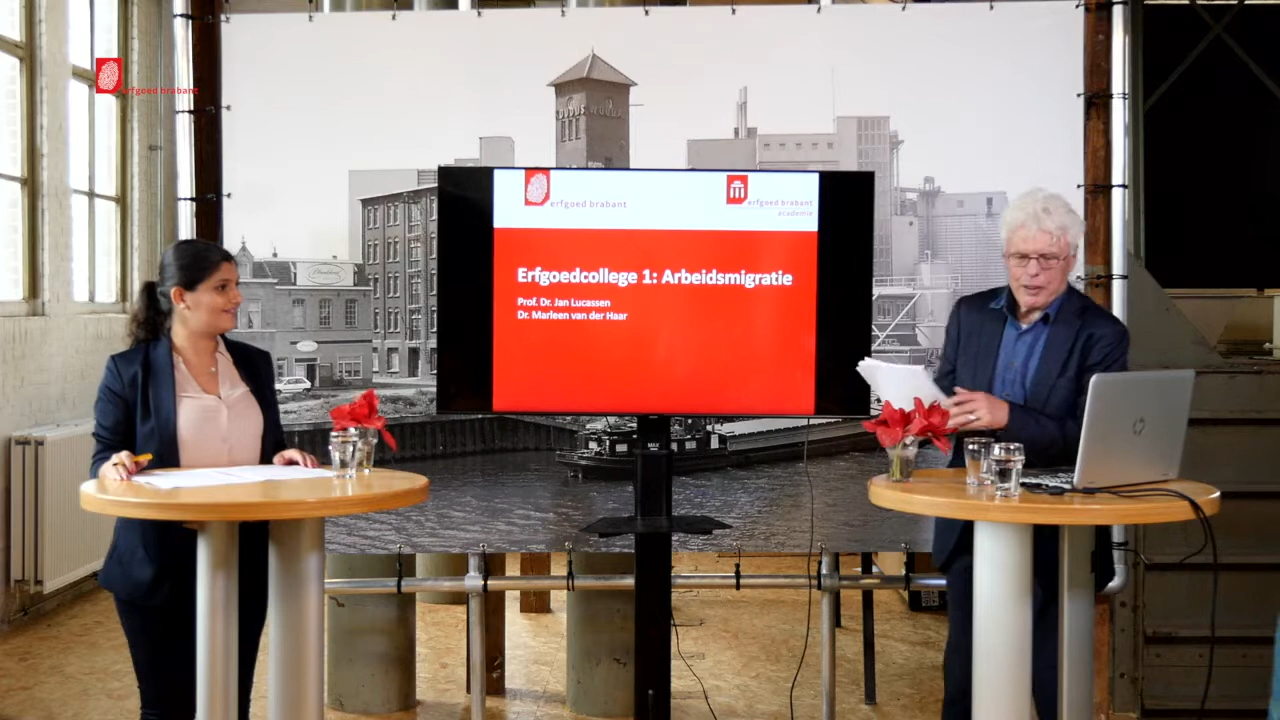 erfgoed brabant
erfgoed brabant
erfgoed brabant
academie
Erfgoedcollege 1: Arbeidsmigratie
Prof. Dr. Jan Lucassen
Dr. Marleen van der Haar
MAX
hp